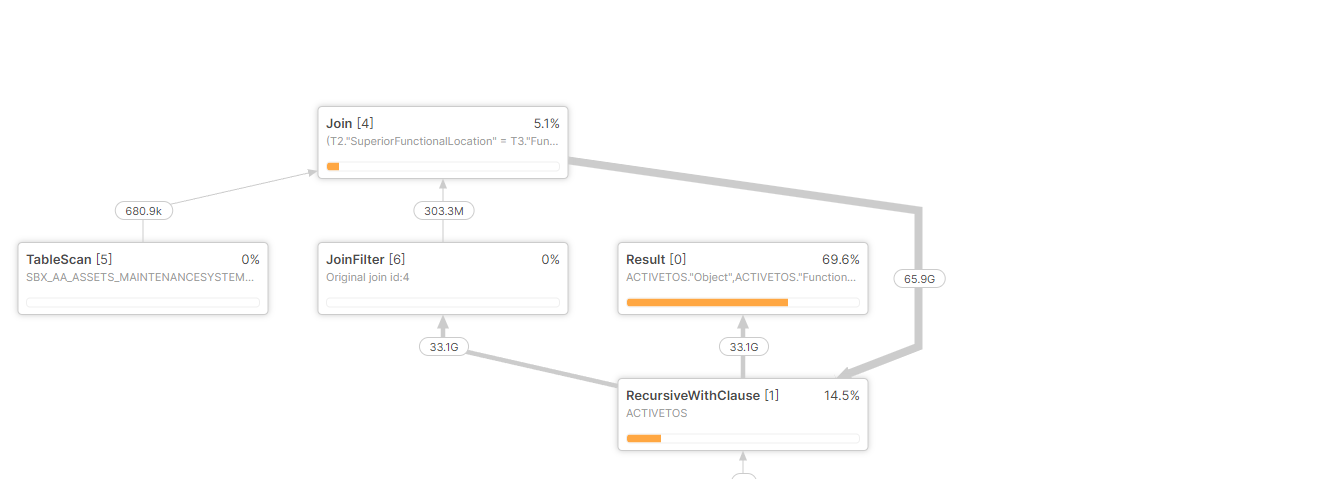 Join [4] 5.1%
(T2."SuperiorFunctionalLocation" = T3."Fun...
680.9k
303.3M
TableScan [5] 0%
SBX_AA_ASSETS_MAINTENANCESYSTEM...
JoinFilter [6] 0%
Original join id:4
Result [0] 69.6%
ACTIVETOS."Object",ACTIVETOS."Function...
65.9G
33.1G
33.1G
RecursiveWithClause [1] 14.5%
ACTIVETOS